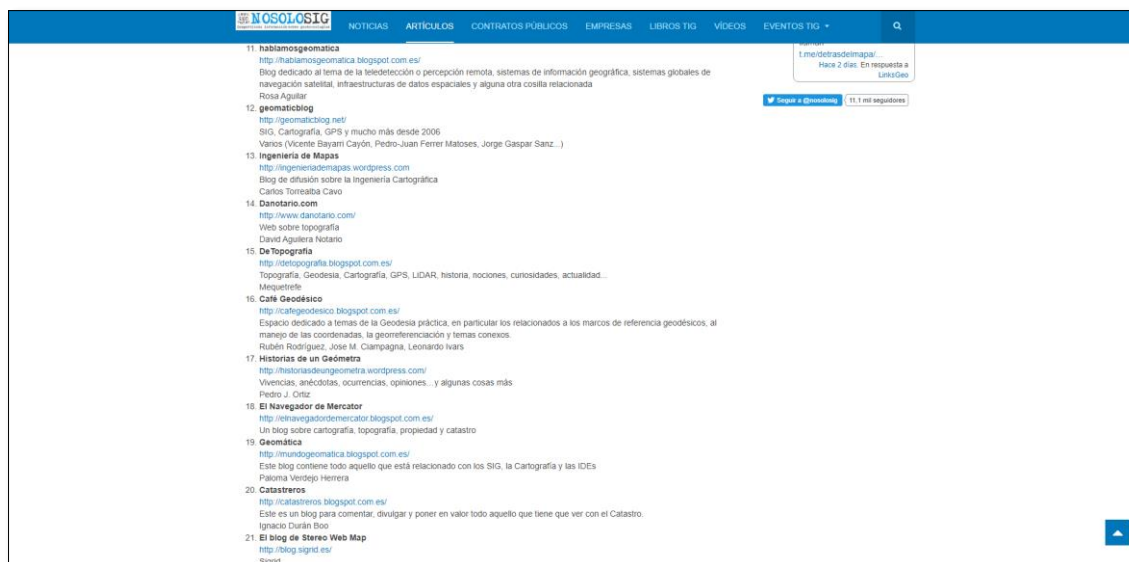 NOSOLOSIG
NOTICIAS ARTÍCULOS CONTRATOS PÚBLICOS EMPRESAS LIBROS TIG VÍDEOS EVENTOS TIG
t.me/detrasdelmapa/...
Hace 2 días. En respuesta a
LinksGeo
Seguir a @nosolosig 11,1 mil seguidores
11. hablamosgeomatica
http://hablamosgeomatica.blogspot.com.es/
Blog dedicado al tema de la teledetección o percepción remota, sistemas de información geográfica, sistemas globales de
navegación satelital, infraestructuras de datos espaciales y alguna otra cosilla relacionada
Rosa Aguilar
12. geomaticblog
http://geomaticblog.net/
SIG, Cartografía, GPS y mucho más desde 2006
Varios (Vicente Bayarri Cayón, Pedro-Juan Ferrer Matoses, Jorge Gaspar Sanz...)
13. Ingeniería de Mapas
http://ingenieriademapas.wordpress.com
Blog de difusión sobre la Ingeniería Cartográfica
Carlos Torrealba Cavo
14. Danotario.com
http://www.danotario.com/
Web sobre topografía
David Aguilera Notario
15. DeTopografía
http://detopografia.blogspot.com.es/
Topografía, Geodesia, Cartografía, GPS, LiDAR, historia, nociones, curiosidades, actualidad...
Mequetrefe
16. Café Geodésico
http://cafegeodesico.blogspot.com.es/
Espacio dedicado a temas de la Geodesia práctica, en particular los relacionados a los marcos de referencia geodésicos, al
manejo de las coordenadas, la georreferenciación y temas conexos.
Rubén Rodríguez, Jose M. Ciampagna, Leonardo Ivars
17. Historias de un Geómetra
http://historiasdeungeometra.wordpress.com/
Vivencias, anécdotas, ocurrencias, opiniones... y algunas cosas más
Pedro J. Ortiz
18. El Navegador de Mercator
http://elnavegadordemercator.blogspot.com.es/
Un blog sobre cartografía, topografía, propiedad y catastro
19. Geomática
http://mundogeomatica.blogspot.com.es/
Este blog contiene todo aquello que está relacionado con los SIG, la Cartografía y las IDEs
Paloma Verdejo Herrera
20. Catastreros
http://catastreros.blogspot.com.es/
Este es un blog para comentar, divulgar y poner en valor todo aquello que tiene que ver con el Catastro.
Ignacio Durán Boo
21. El blog de Stereo Web Map
http://blog.sigrid.es/
Sigrid